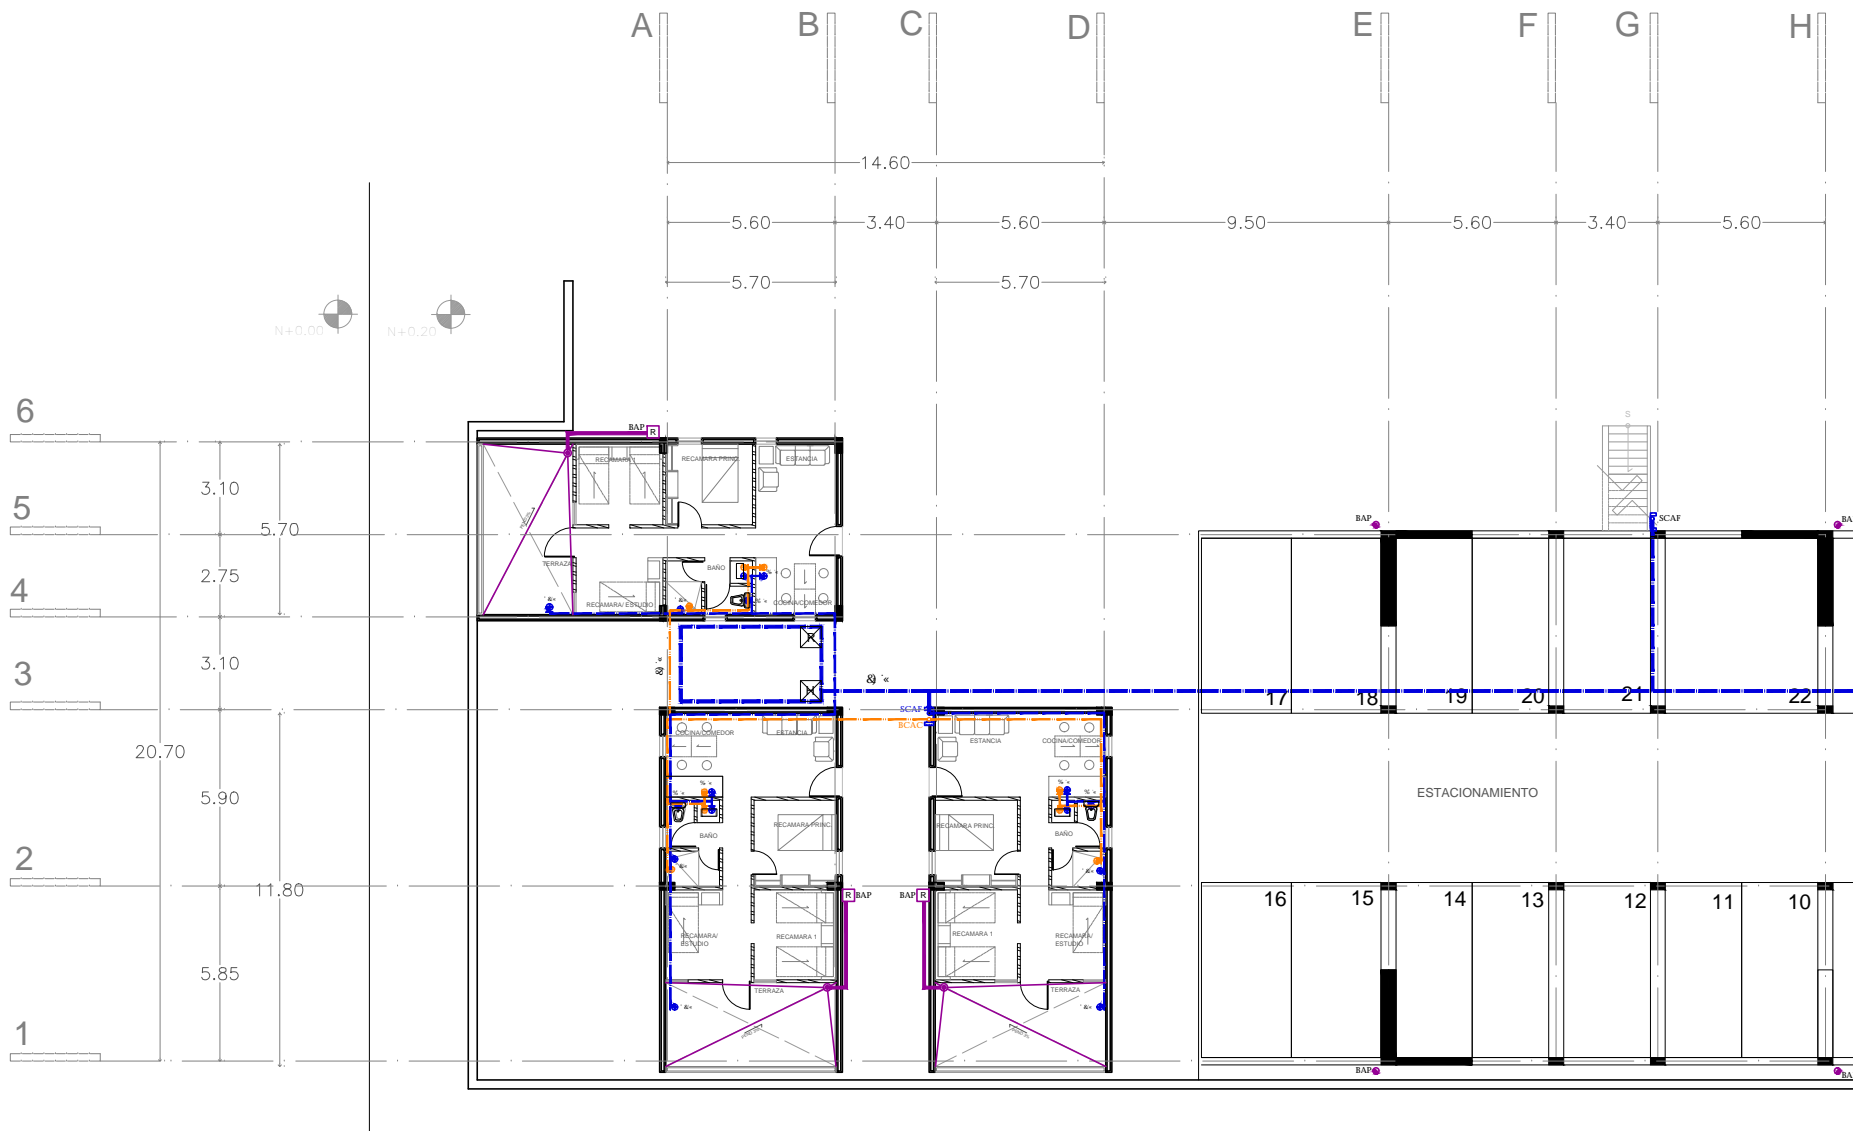 A B C D E F G H
14.60
5.60 3.40 5.60 9.50 5.60 3.40 5.60
5.70 5.70
N+0.00 N+0.20
6
5
4
3
2
1
3.10
5.70
2.75
3.10
20.70
5.90
11.80
5.85
BAP R
RECAMARA 1 RECAMARA PRINC. ESTANCIA
TERRAZA BAÑO
RECAMARA/ ESTUDIO COCINA/COMEDOR
R
H
SCAF
BCAC
COCINA/COMEDOR ESTANCIA
ESTANCIA COCINA/COMEDOR
RECAMARA PRINC. BAÑO
RECAMARA PRINC. BAÑO
R BAP BAP R
RECAMARA/
ESTUDIO
RECAMARA 1
RECAMARA 1
RECAMARA/
ESTUDIO
TERRAZA TERRAZA
S
BAP SCAF BA
17 18 19 20 21 22
ESTACIONAMIENTO
16 15 14 13 12 11 10
BAP BA